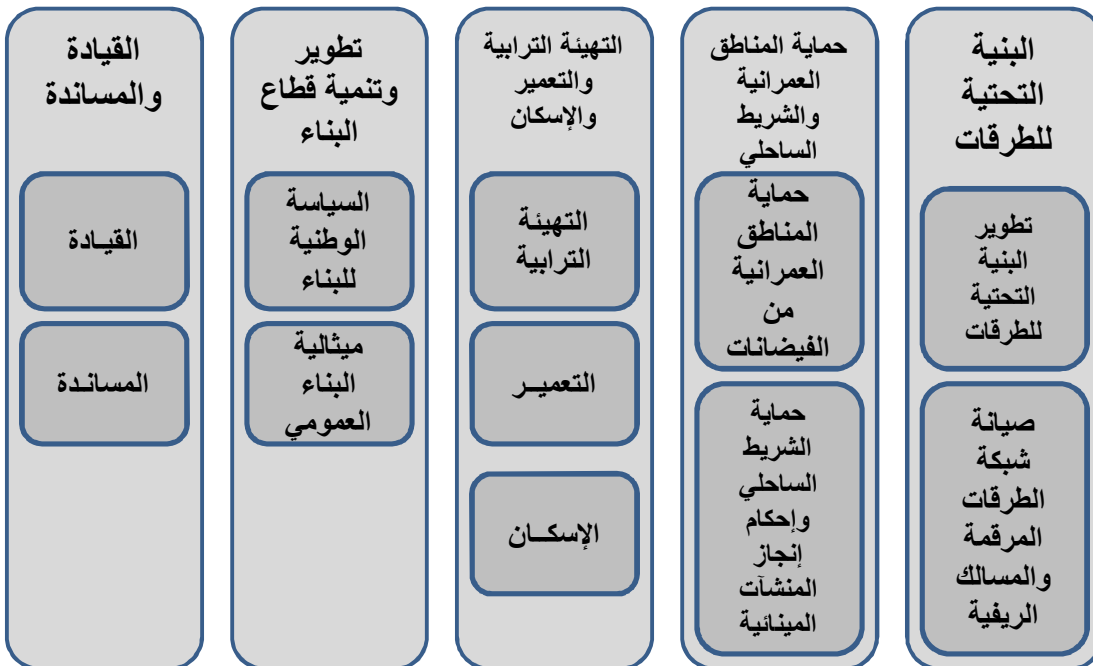 البنية
التحتية
للطرقات
تطوير
البنية
التحتية
للطرقات
صيانة
شبكة
الطرقات
المرقمة
والمسالك
الريفية
حماية المناطق
العمرانية
والشريط
الساحلي
حماية
المناطق
العمرانية
من
الفيضانات
حماية
الشريط
الساحلي
وإحكام
إنجاز
المنشآت
المينائية
التهيئة الترابية
والتعمير
والإسكان
التهيئة
الترابية
التعميـر
الإسكــان
تطوير
وتنمية قطاع
البناء
السياسة
الوطنية
للبناء
ميثالية
البناء
العمومي
القيادة
والمساندة
القيـادة
المسانـدة